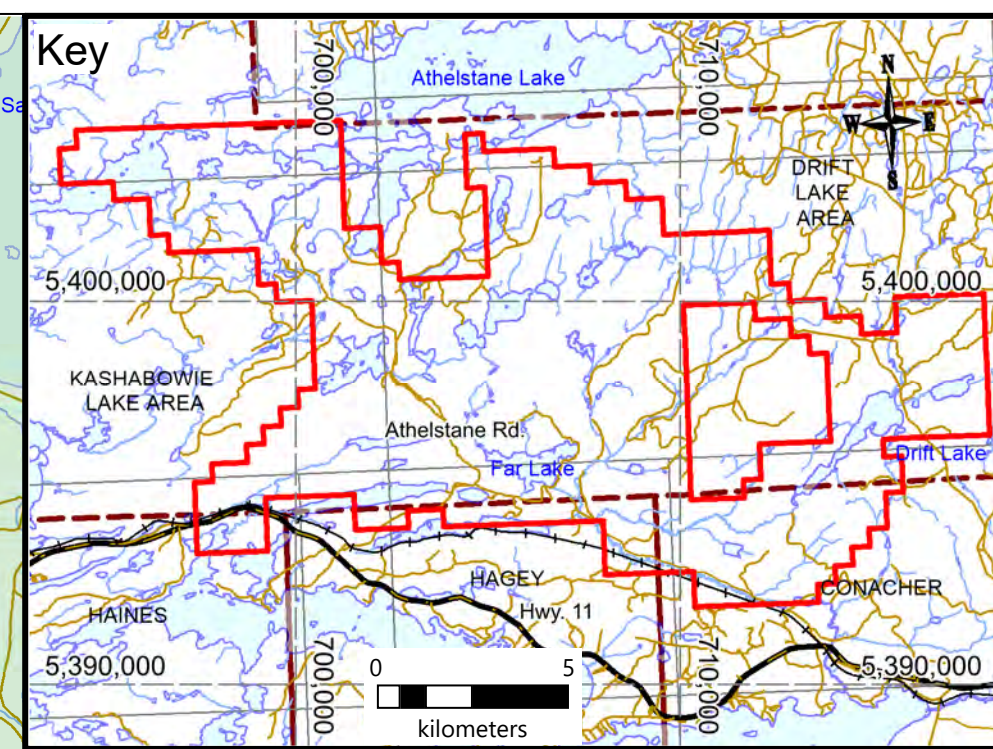 Key
Sa
Athelstane Lake
700,000
710,000
N
W
E
S
DRIFT
LAKE
AREA
5,400,000
5,400,000
KASHABOWIE
LAKE AREA
Athelstane Rd.
Far Lake
Drift Lake
HAGEY
CONACHER
HAINES
Hwy. 11
5,390,000
5,390,000
700,000
710,000
0
5
kilometers